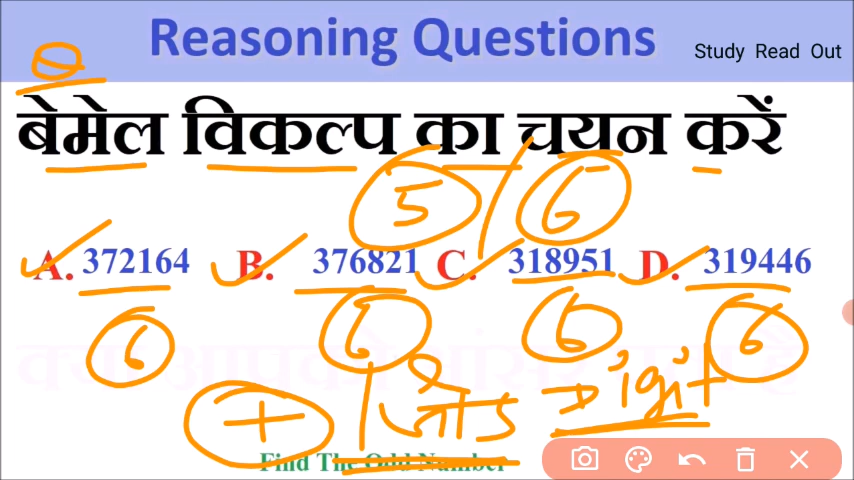 Reasoning Questions
Study Read Out
बेमेल विकल्प का चयन करें
5/6
A. 372164 B. 376821 C. 318951 D. 319446
6 6 6 6
+ जोड़ Digit
Find The Odd Number